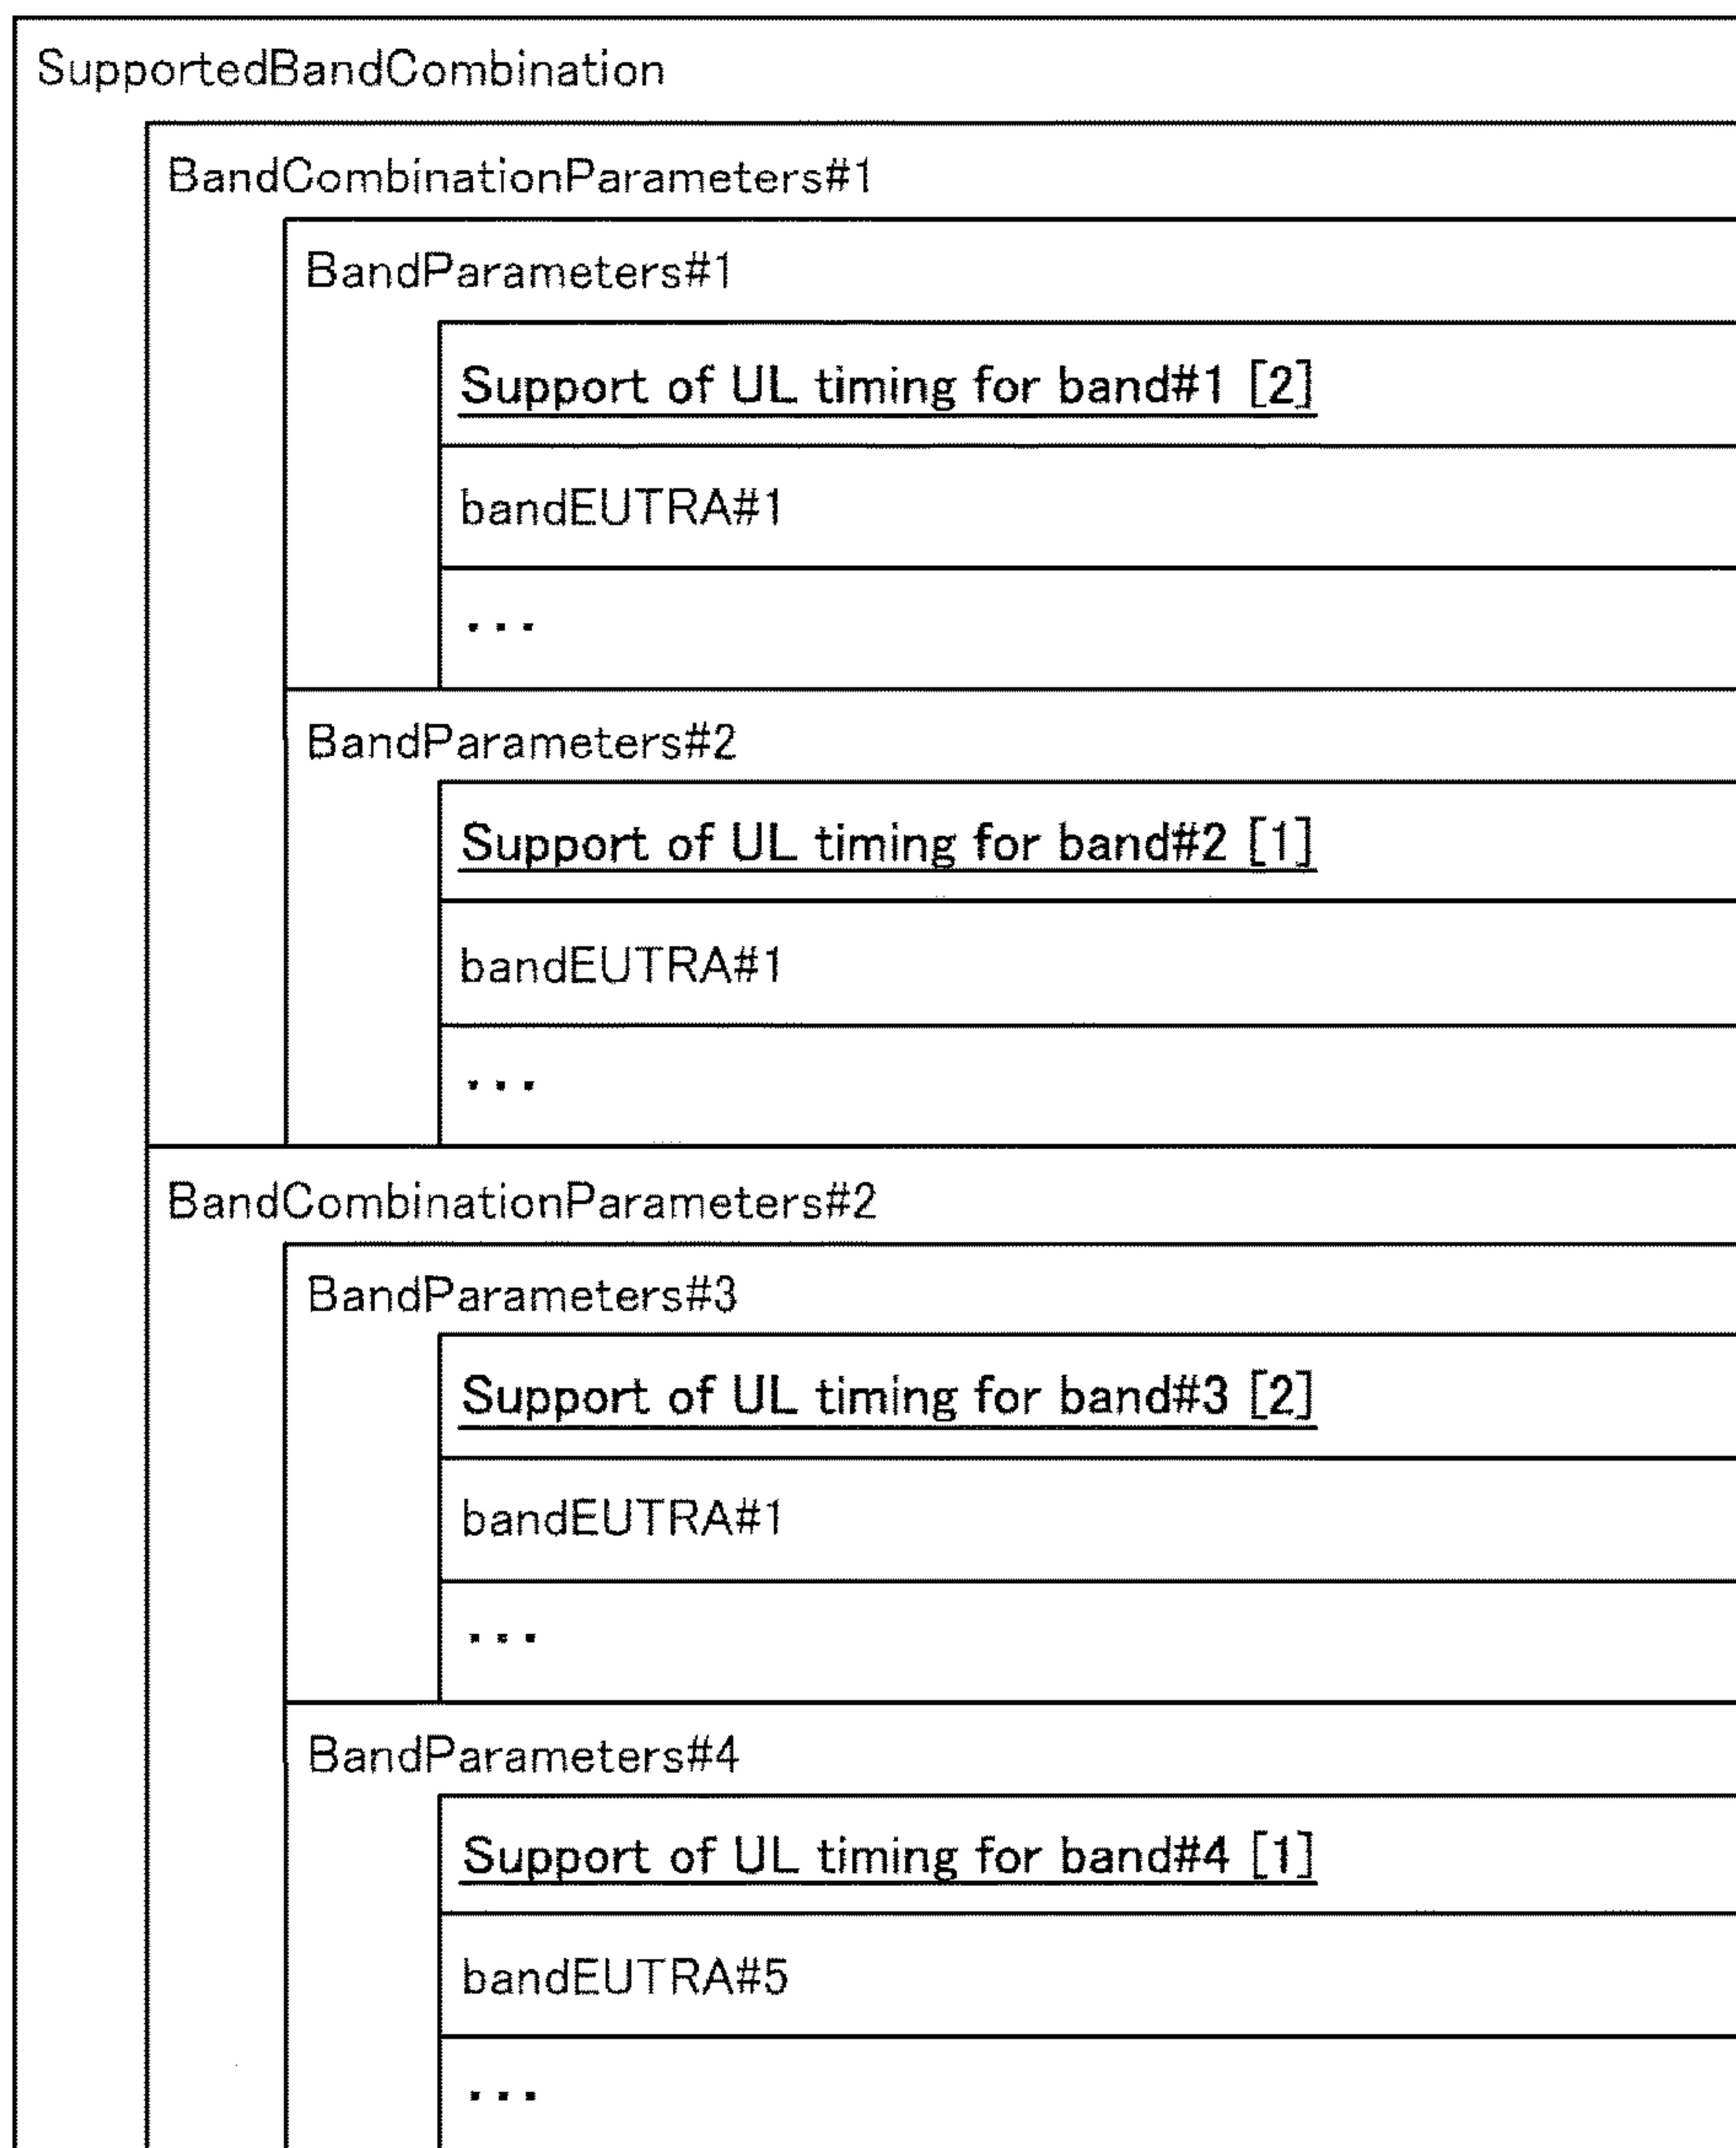 SupportedBandCombination
BandCombinationParameters#1
BandParameters#1
Support of UL timing for band#1 [2]
bandEUTRA#1
...
BandParameters#2
Support of UL timing for band#2 [1]
bandEUTRA#1
...
BandCombinationParameters#2
BandParameters#3
Support of UL timing for band#3 [2]
bandEUTRA#1
...
BandParameters#4
Support of UL timing for band#4 [1]
bandEUTRA#5
...